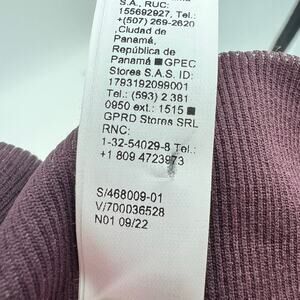 S.A., RUC:
155692927, Tel.:
+(507) 269-2620
,Ciudad de
Panamá,
República de
Panamá ■ GPEC
Stores S.A.S. ID:
1793192099001
Tel.: (593) 2 381
0950 ext.: 1515 ■
GPRD Stores SRL
RNC:
1-32-54029-8 Tel.:
+1 809 4723973
S/468009-01
V/700036528
N01 09/22